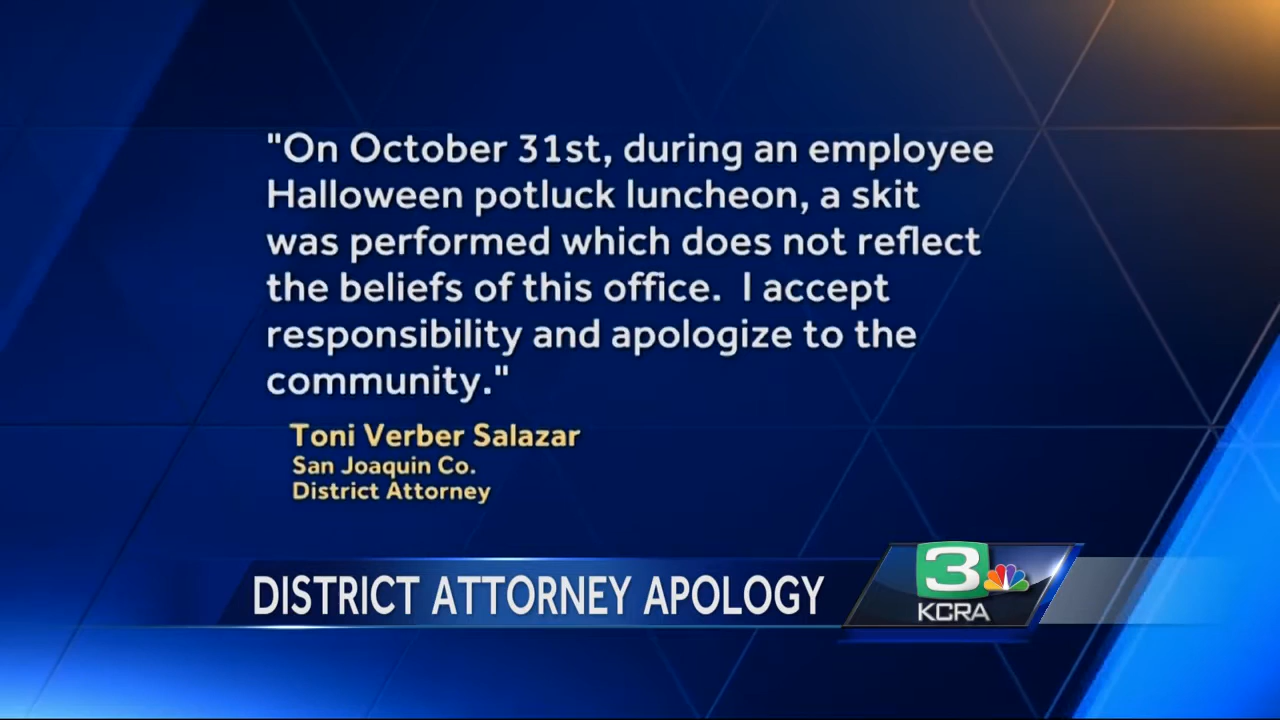 "On October 31st, during an employee
Halloween potluck luncheon, a skit
was performed which does not reflect
the beliefs of this office.  I accept
responsibility and apologize to the
community."
Toni Verber Salazar
San Joaquin Co.
District Attorney
DISTRICT ATTORNEY APOLOGY
3
KCRA